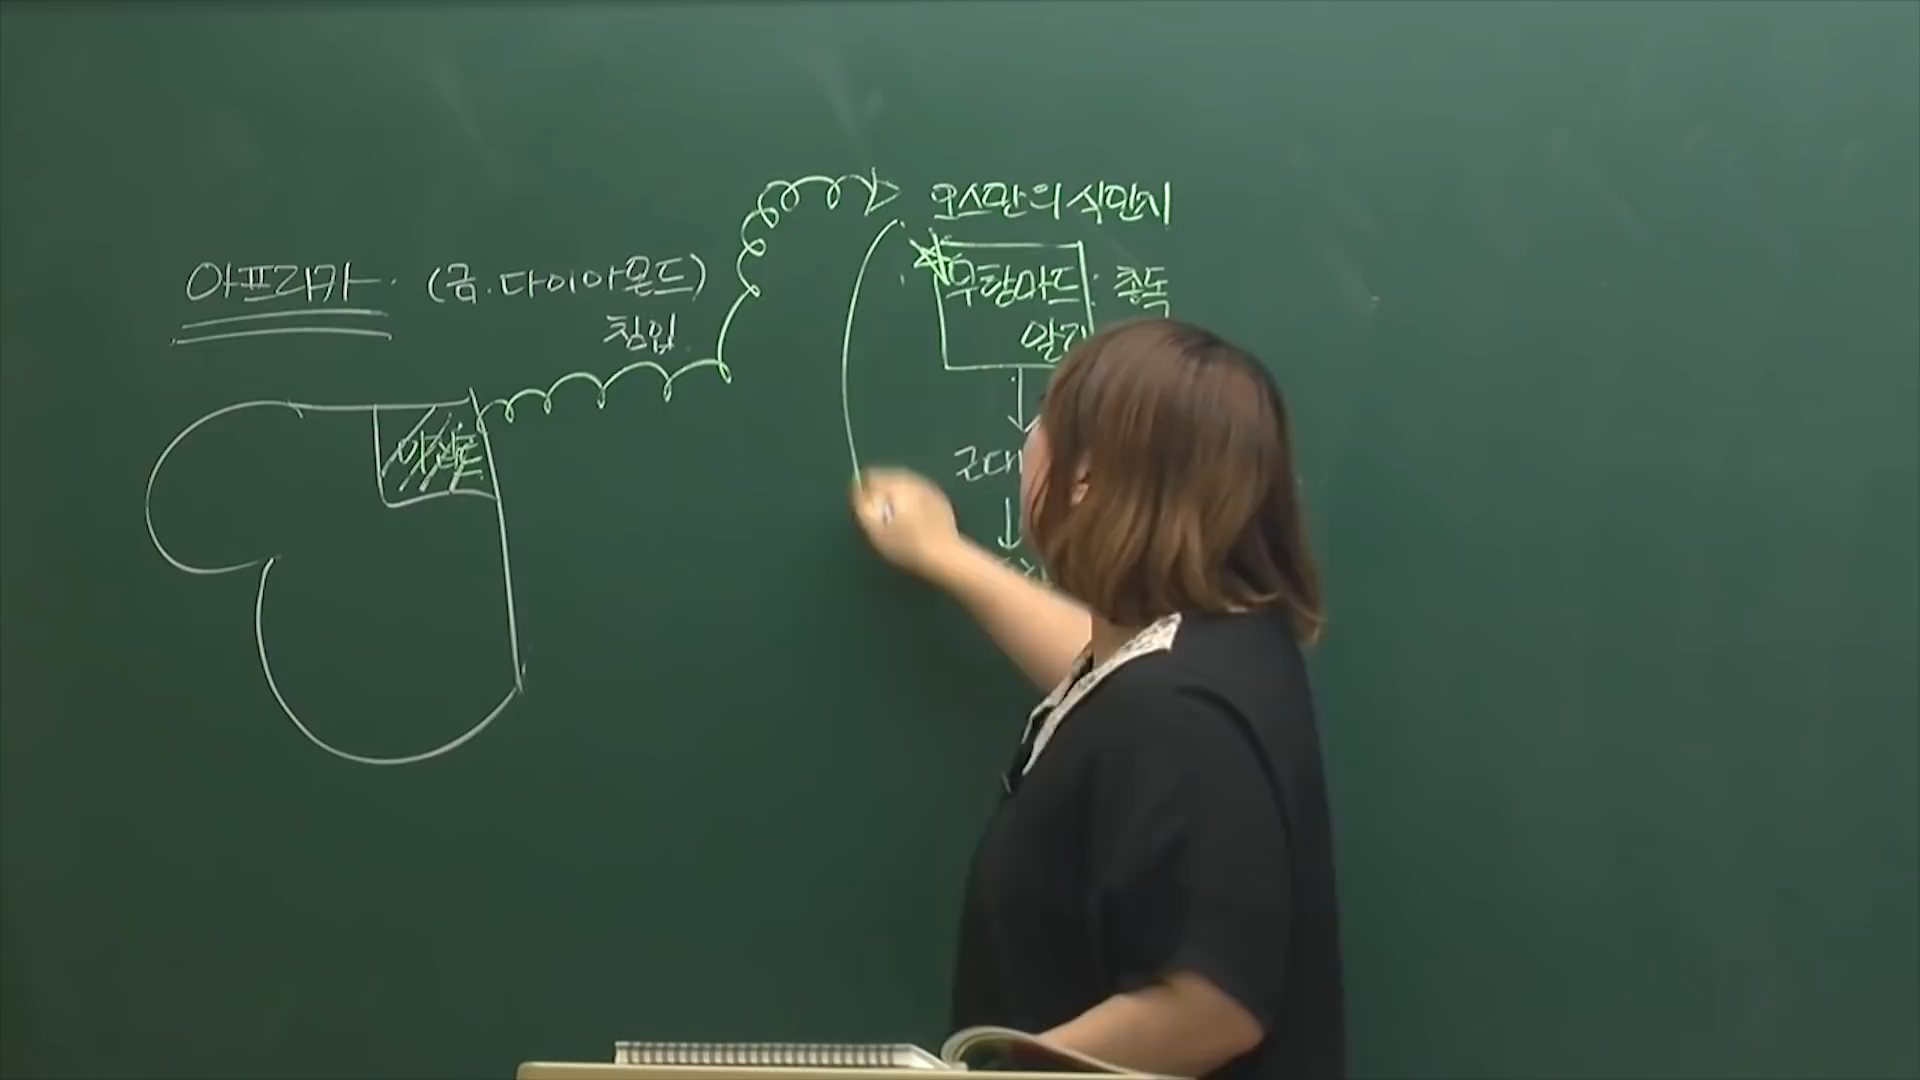 아프리카. (금.다이아몬드)
침입
이집트
오스만의 식민지
무함마드 : 총독
알리
근대